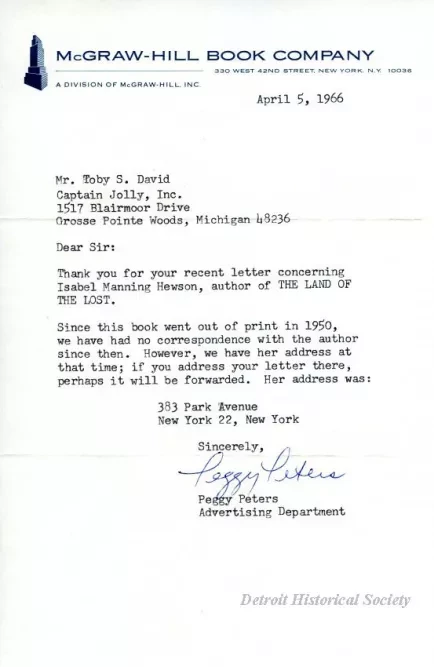 McGRAW-HILL BOOK COMPANY
330 WEST 42ND STREET, NEW YORK, N.Y. 10036
A DIVISION OF McGRAW-HILL, INC.
April 5, 1966
Mr. Toby S. David
Captain Jolly, Inc.
1517 Blairmoor Drive
Grosse Pointe Woods, Michigan 48236
Dear Sir:
Thank you for your recent letter concerning
Isabel Manning Hewson, author of THE LAND OF
THE LOST.
Since this book went out of print in 1950,
we have had no correspondence with the author
since then. However, we have her address at
that time; if you address your letter there,
perhaps it will be forwarded. Her address was:
383 Park Avenue
New York 22, New York
Sincerely,
Peggy Peters
Peggy Peters
Advertising Department
Detroit Historical Society